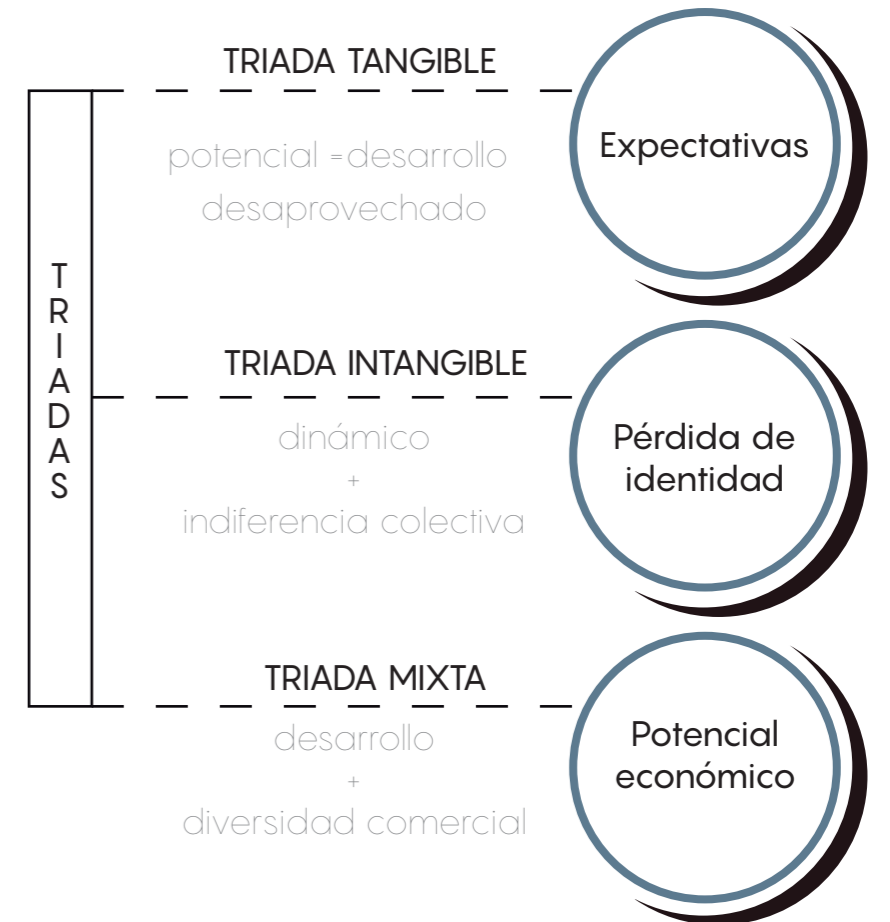 TRIADAS
TRIADA TANGIBLE
potencial =desarrollo
desaprovechado
Expectativas
TRIADA INTANGIBLE
dinámico
+
indiferencia colectiva
Pérdida de
identidad
TRIADA MIXTA
desarrollo
+
diversidad comercial
Potencial
económico